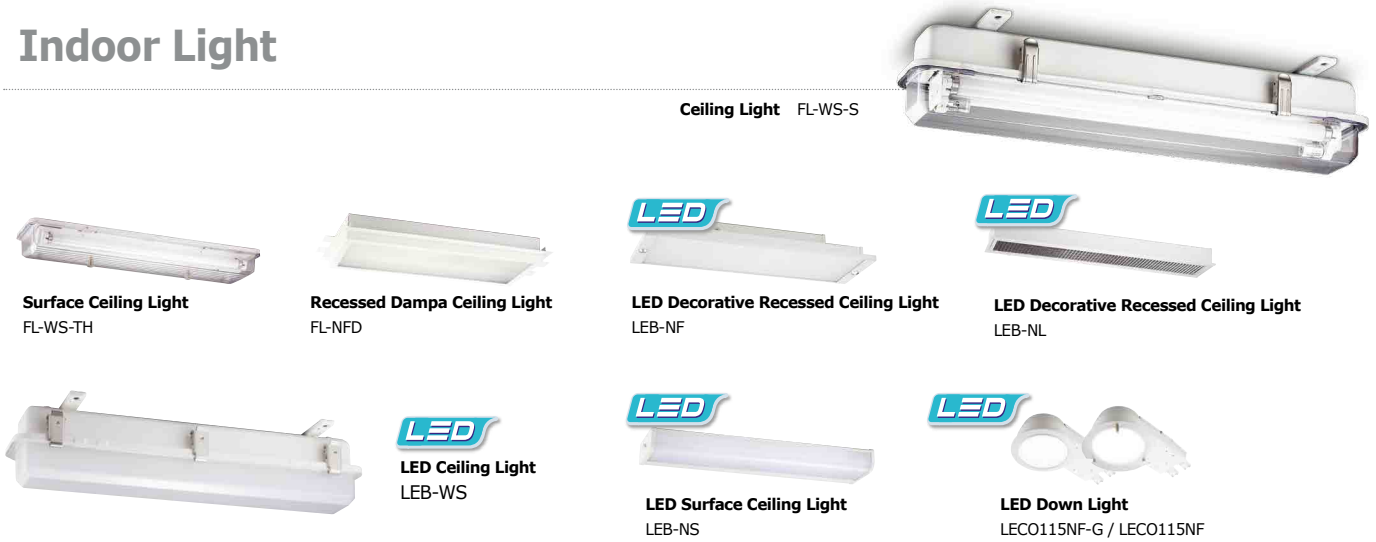 Indoor Light
Ceiling Light FL-WS-S
Surface Ceiling Light
FL-WS-TH
Recessed Dampa Ceiling Light
FL-NFD
LED
LED Decorative Recessed Ceiling Light
LEB-NF
LED
LED Decorative Recessed Ceiling Light
LEB-NL
LED
LED Ceiling Light
LEB-WS
LED
LED Surface Ceiling Light
LEB-NS
LED
LED Down Light
LECO115NF-G / LECO115NF